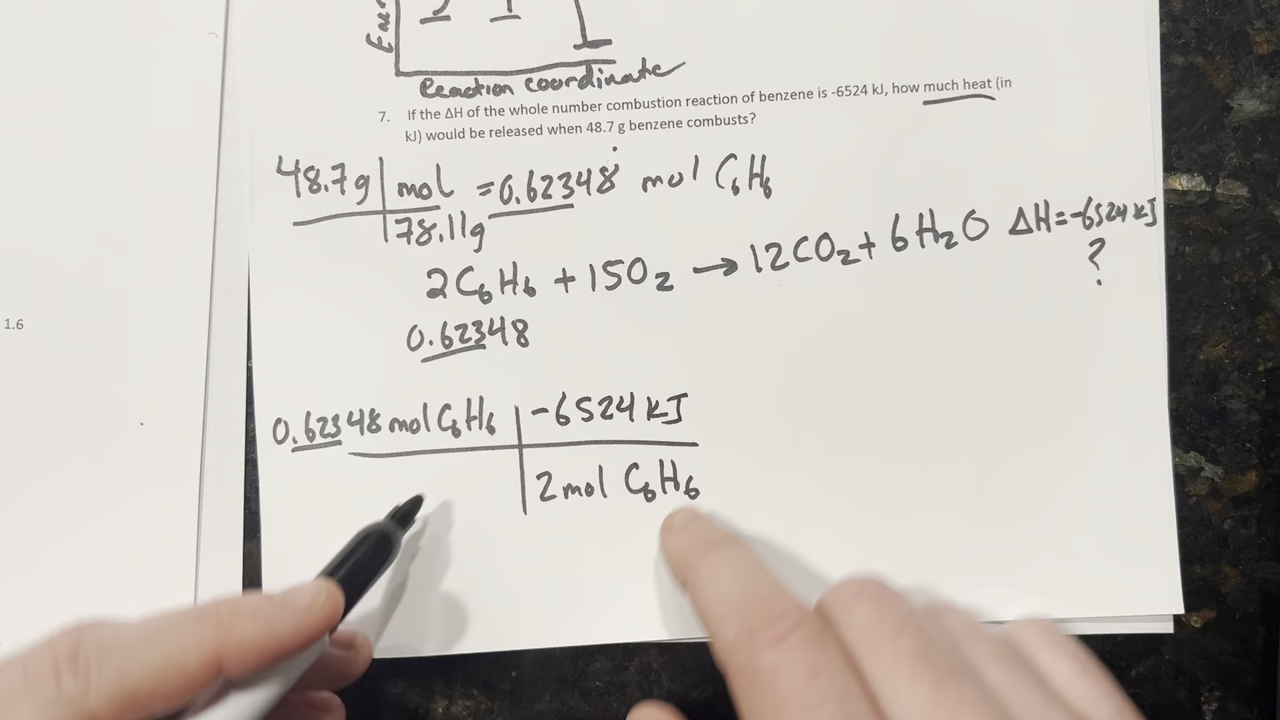 Reaction coordinate
7. If the ΔH of the whole number combustion reaction of benzene is -6524 kJ, how much heat (in
kJ) would be released when 48.7 g benzene combusts?
48.7g | mol = 0.62348 mol C6H6
78.11g
2C6H6 + 15O2 → 12CO2 + 6H2O ΔH = -6524 kJ
?
0.62348
1.6
0.62348 mol C6H6 | -6524 kJ
2 mol C6H6